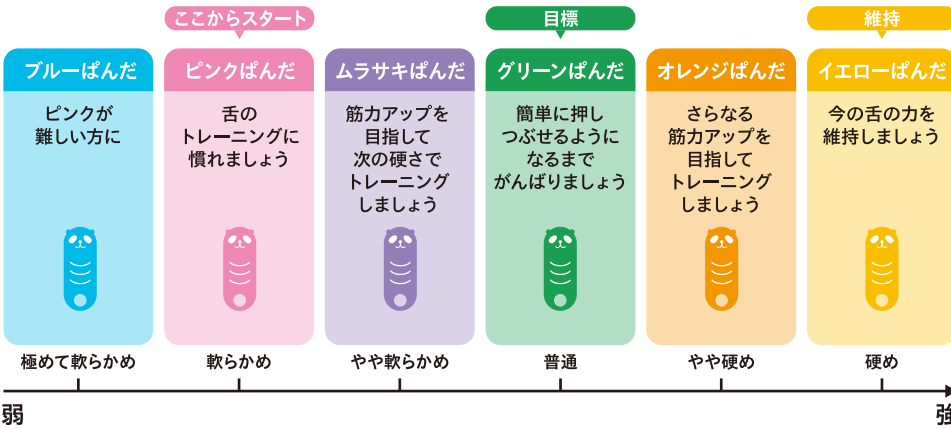 ここからスタート
目標
維持
ブルーぱんだ
ピンクが
難しい方に
ピンクぱんだ
舌の
トレーニングに
慣れましょう
ムラサキぱんだ
筋力アップを
目指して
次の硬さで
トレーニング
しましょう
グリーンぱんだ
簡単に押し
つぶせるように
なるまで
がんばりましょう
オレンジぱんだ
さらなる
筋力アップを
目指して
トレーニング
しましょう
イエローぱんだ
今の舌の力を
維持しましょう
極めて軟らかめ
軟らかめ
やや軟らかめ
普通
やや硬め
硬め
弱
強